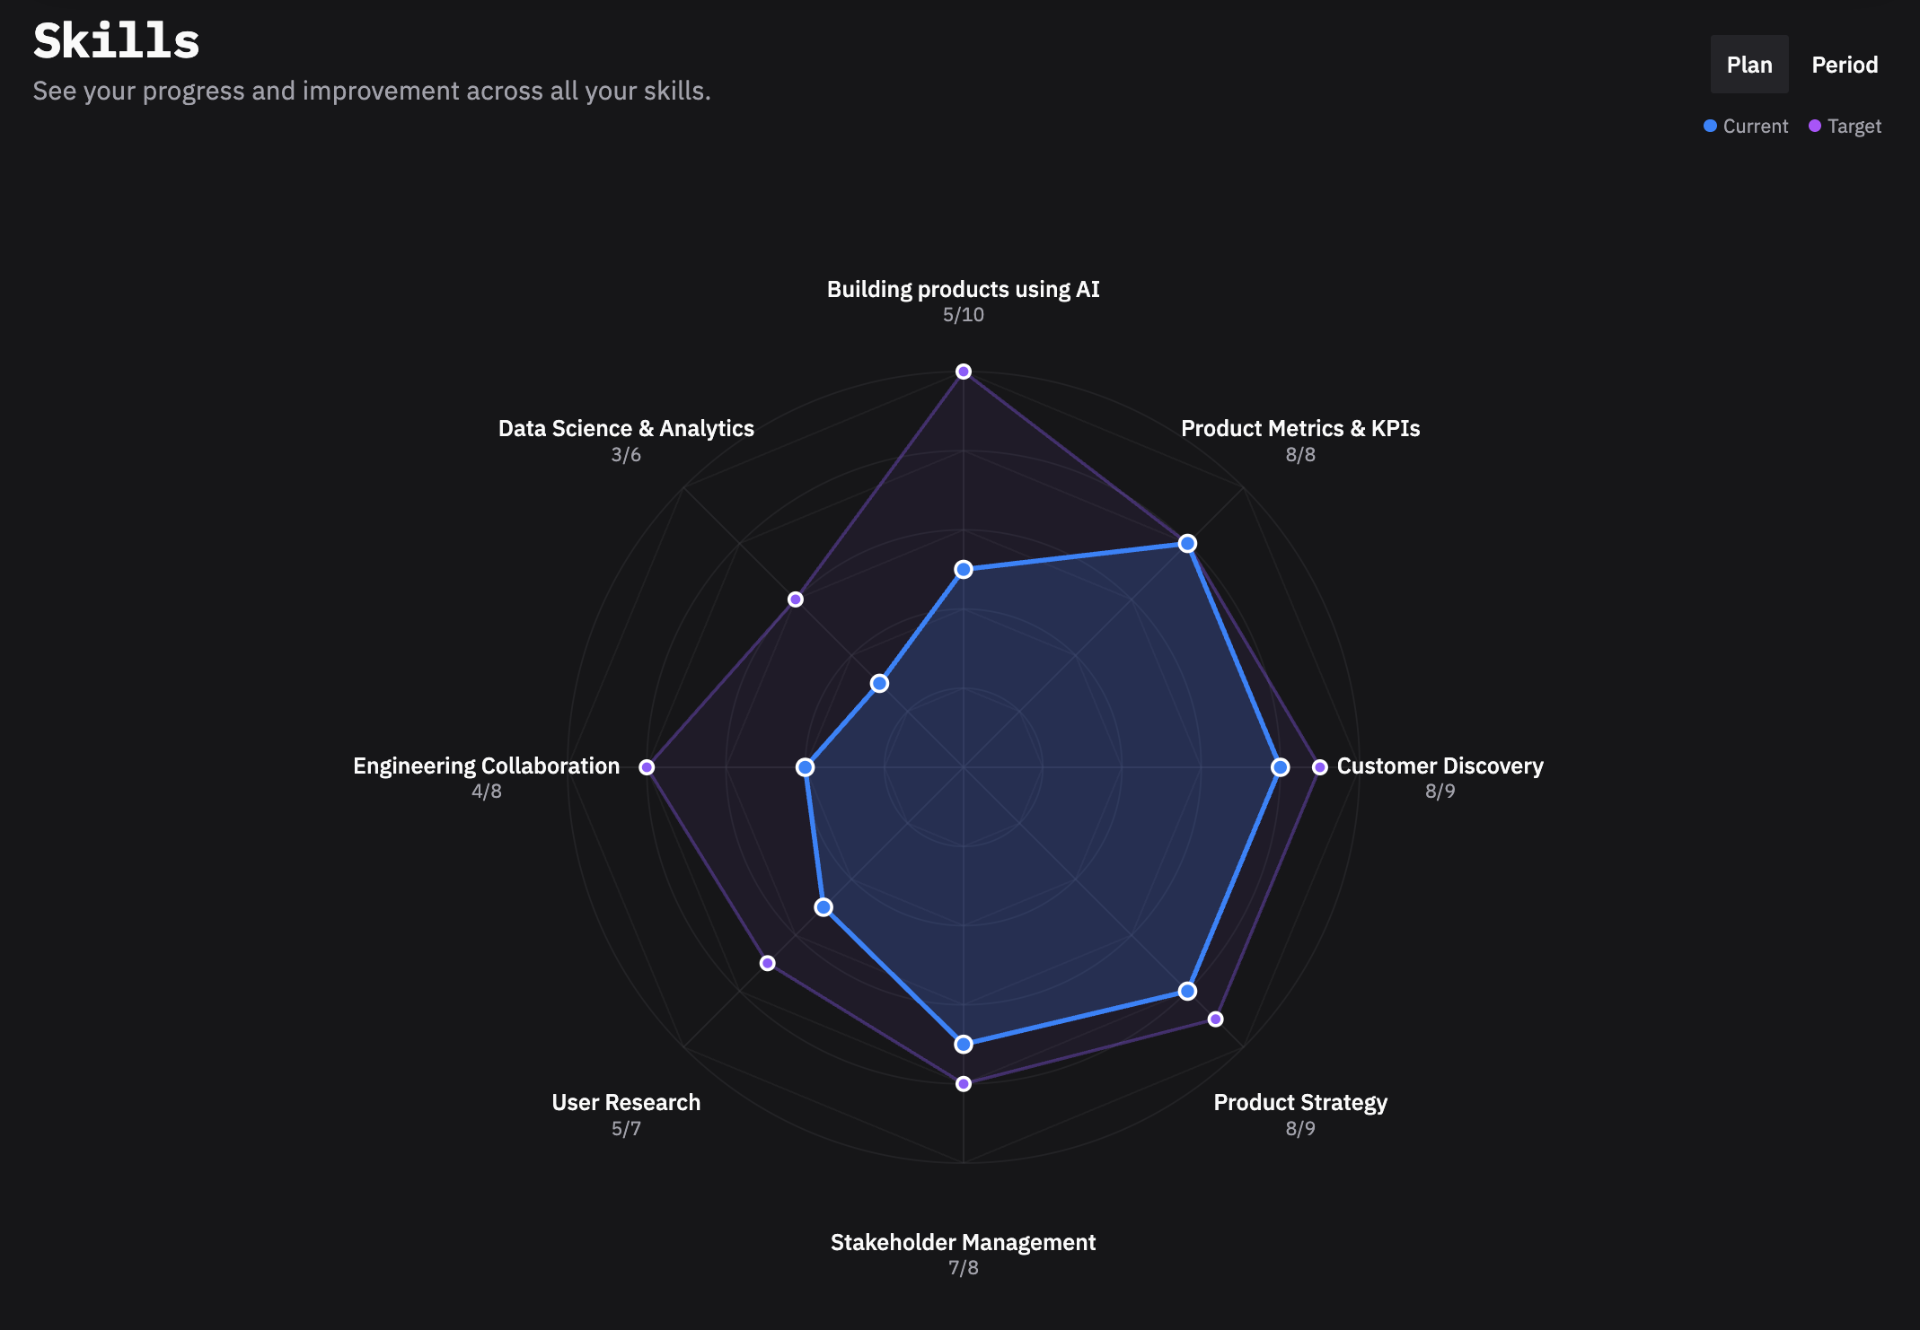 Skills
See your progress and improvement across all your skills.
Plan
Period
Current
Target
Building products using AI
5/10
Data Science & Analytics
3/6
Product Metrics & KPIs
8/8
Engineering Collaboration
4/8
Customer Discovery
8/9
User Research
5/7
Product Strategy
8/9
Stakeholder Management
7/8